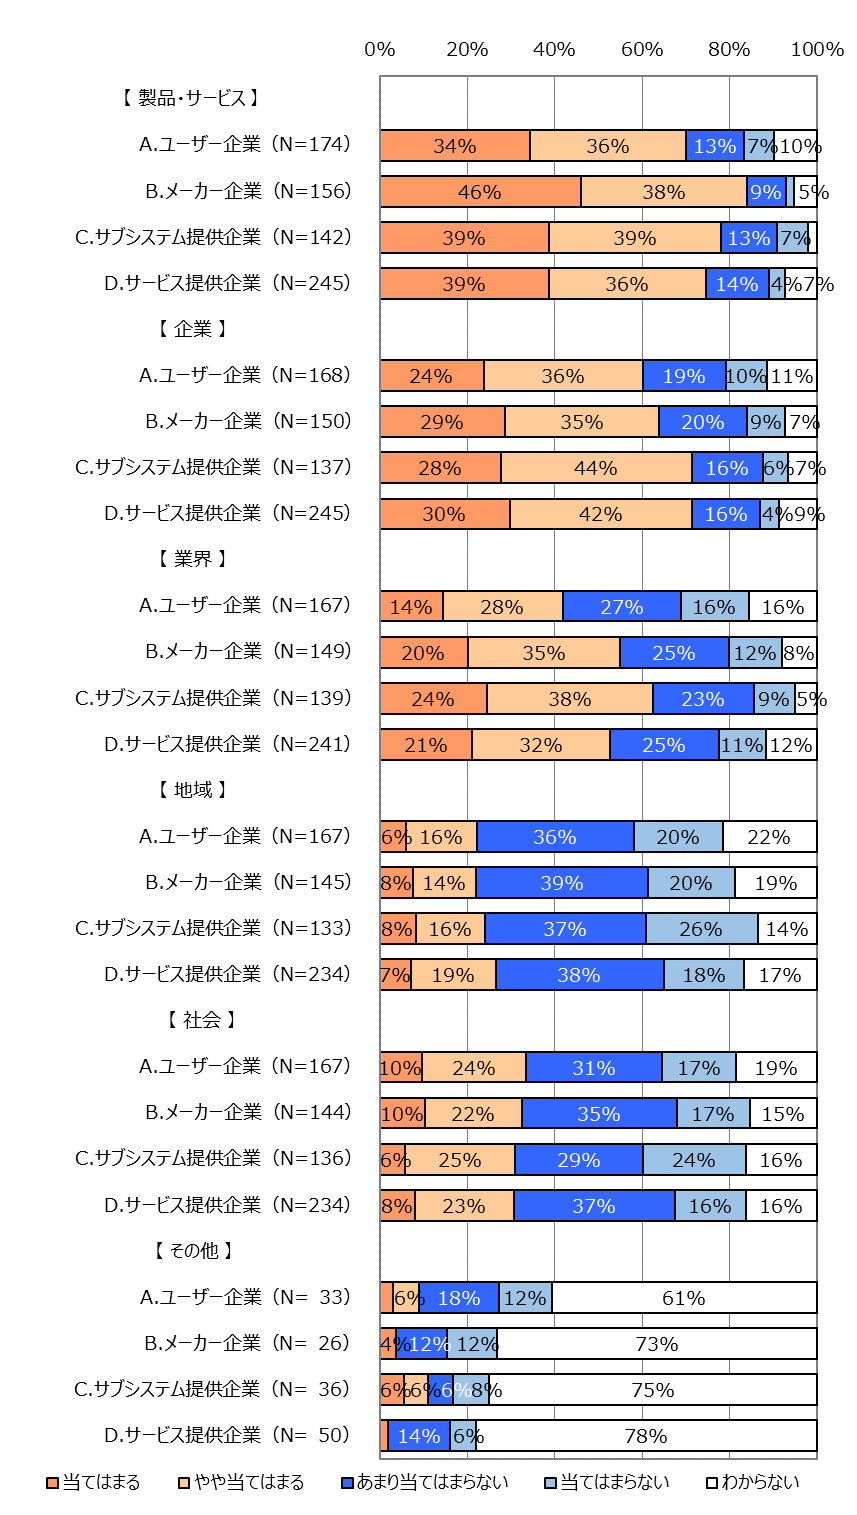 0% 20% 40% 60% 80% 100%
【 製品・サービス 】
A.ユーザー企業（N=174） 34% 36% 13% 7% 10%
B.メーカー企業（N=156） 46% 38% 9% 5%
C.サブシステム提供企業（N=142） 39% 39% 13% 7%
D.サービス提供企業（N=245） 39% 36% 14% 4% 7%
【 企業 】
A.ユーザー企業（N=168） 24% 36% 19% 10% 11%
B.メーカー企業（N=150） 29% 35% 20% 9% 7%
C.サブシステム提供企業（N=137） 28% 44% 16% 6% 7%
D.サービス提供企業（N=245） 30% 42% 16% 4% 9%
【 業界 】
A.ユーザー企業（N=167） 14% 28% 27% 16% 16%
B.メーカー企業（N=149） 20% 35% 25% 12% 8%
C.サブシステム提供企業（N=139） 24% 38% 23% 9% 5%
D.サービス提供企業（N=241） 21% 32% 25% 11% 12%
【 地域 】
A.ユーザー企業（N=167） 6% 16% 36% 20% 22%
B.メーカー企業（N=145） 8% 14% 39% 20% 19%
C.サブシステム提供企業（N=133） 8% 16% 37% 26% 14%
D.サービス提供企業（N=234） 7% 19% 38% 18% 17%
【 社会 】
A.ユーザー企業（N=167） 10% 24% 31% 17% 19%
B.メーカー企業（N=144） 10% 22% 35% 17% 15%
C.サブシステム提供企業（N=136） 6% 25% 29% 24% 16%
D.サービス提供企業（N=234） 8% 23% 37% 16% 16%
【 その他 】
A.ユーザー企業（N= 33） 6% 18% 12% 61%
B.メーカー企業（N= 26） 4% 12% 12% 73%
C.サブシステム提供企業（N= 36） 6% 6% 6% 8% 75%
D.サービス提供企業（N= 50） 14% 6% 78%
当てはまる やや当てはまる あまり当てはまらない 当てはまらない わからない